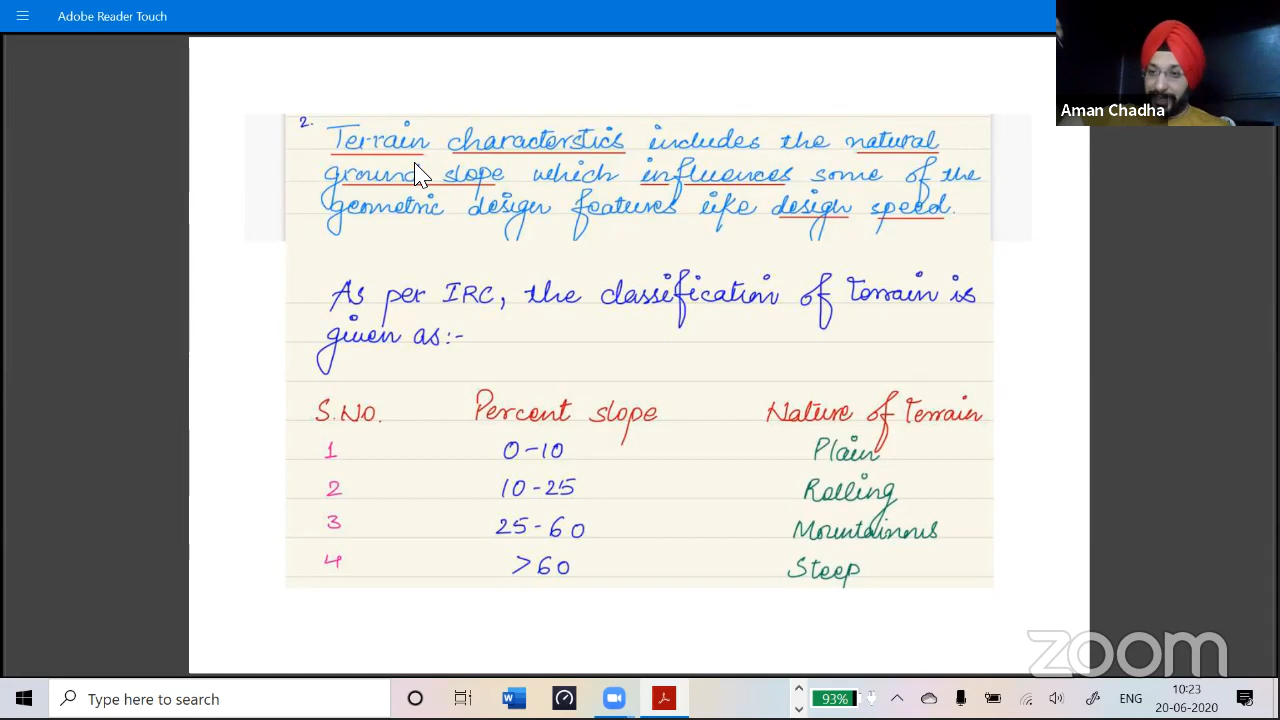 Adobe Reader Touch
Aman Chadha
2.
Terrain characterstics includes the natural
ground slope which influences some of the
geometric design features like design speed.
As per IRC, the classification of Terrain is
given as:-
S.No. Percent slope Nature of Terrain
1 0-10 Plain
2 10-25 Rolling
3 25-60 Mountainous
4 >60 Steep
zoom
Type here to search
93%
ENG
10:23
20-06-2020